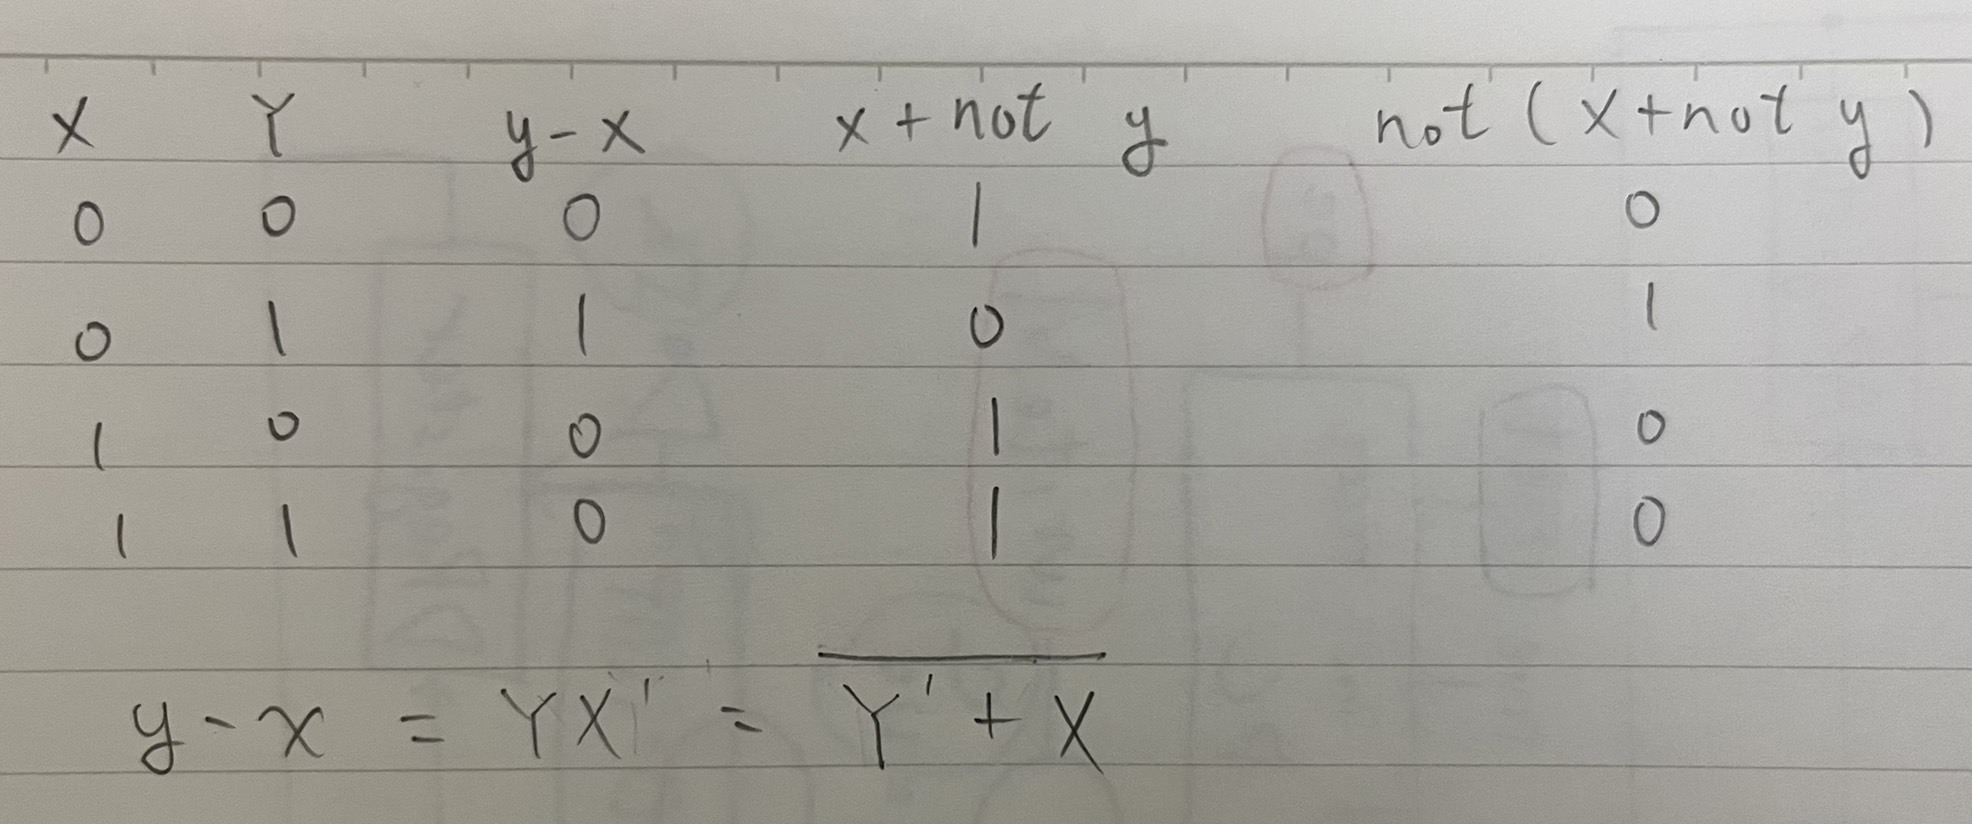 X Y y-x x+not y not(x+not y)
0 0 0 1 0
0 1 1 0 1
1 0 0 1 0
1 1 0 1 0
y-x = YX' = \overline{Y'+X}